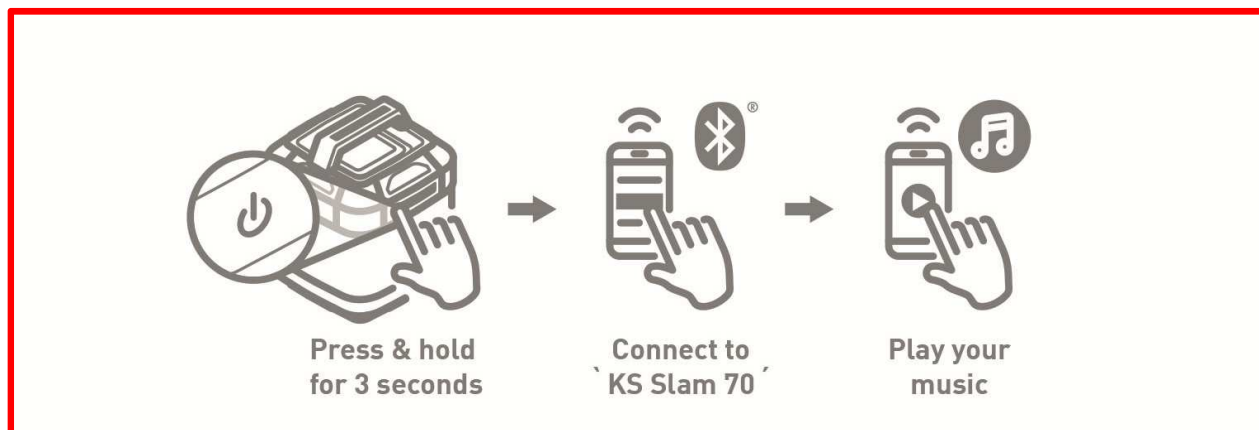 ®
Press & hold
for 3 seconds
Connect to
`KS Slam 70´
Play your
music